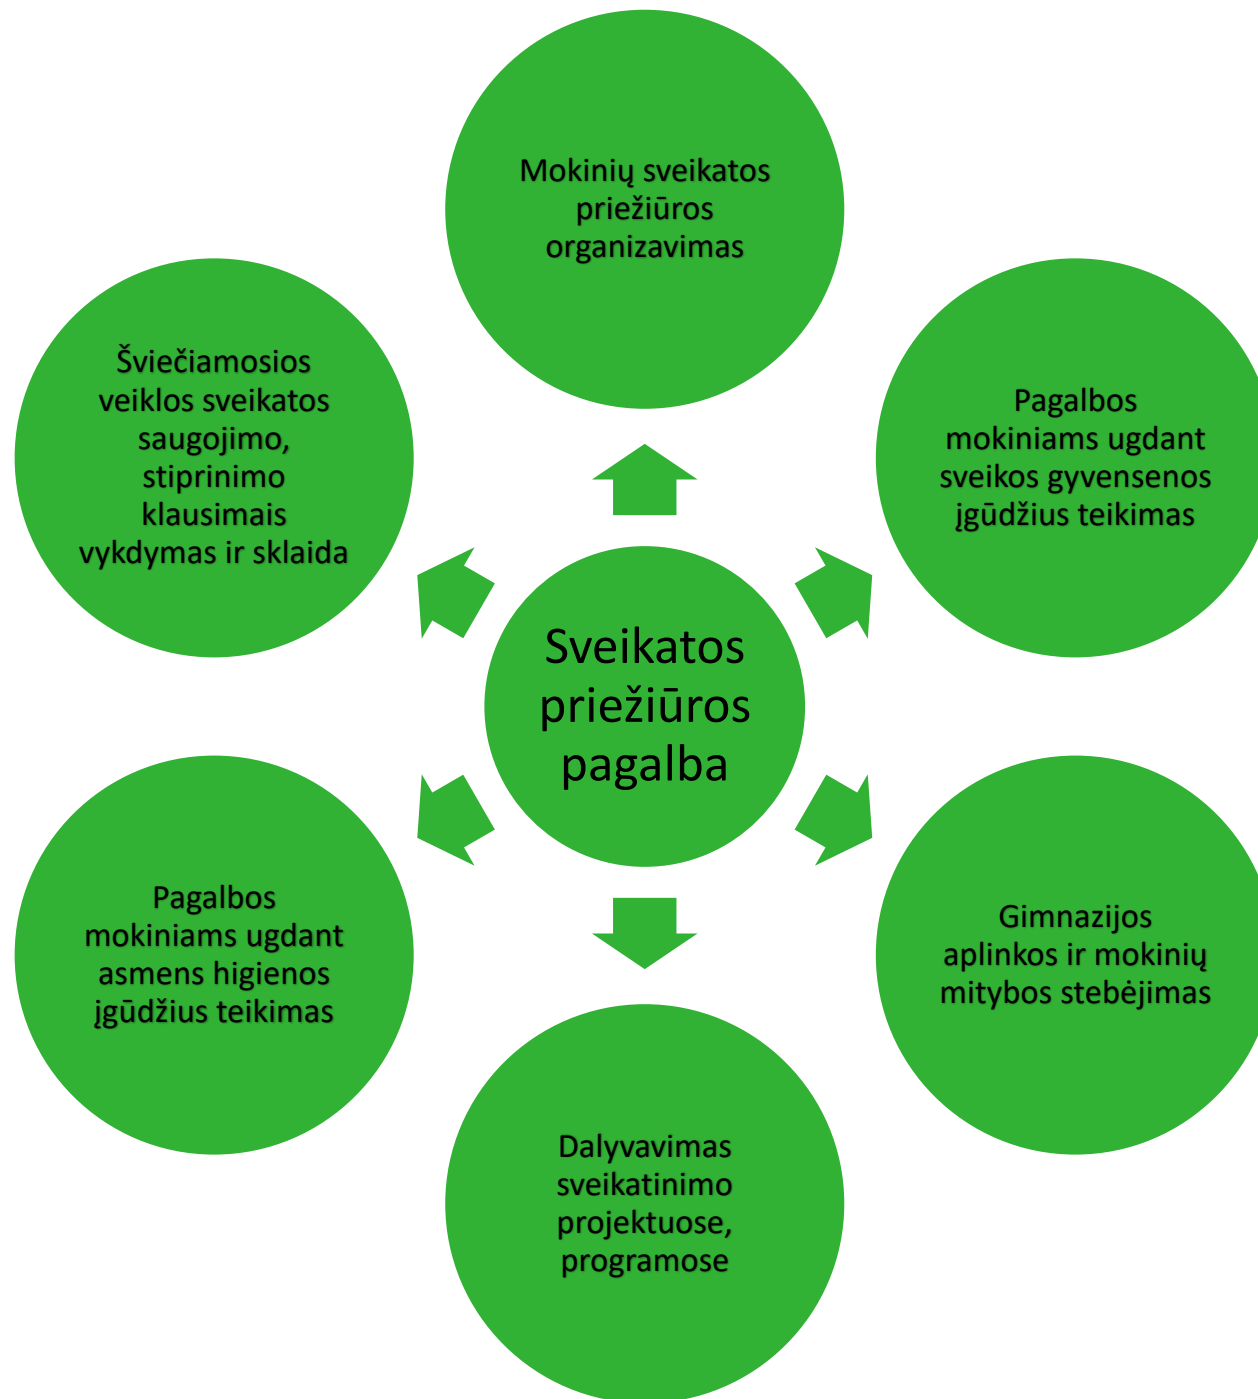 Mokinių sveikatos
priežiūros
organizavimas
Šviečiamosios
veiklos sveikatos
saugojimo,
stiprinimo
klausimais
vykdymas ir sklaida
Pagalbos
mokiniams ugdant
sveikos gyvensenos
įgūdžius teikimas
Sveikatos
priežiūros
pagalba
Pagalbos
mokiniams ugdant
asmens higienos
įgūdžius teikimas
Gimnazijos
aplinkos ir mokinių
mitybos stebėjimas
Dalyvavimas
sveikatinimo
projektuose,
programose